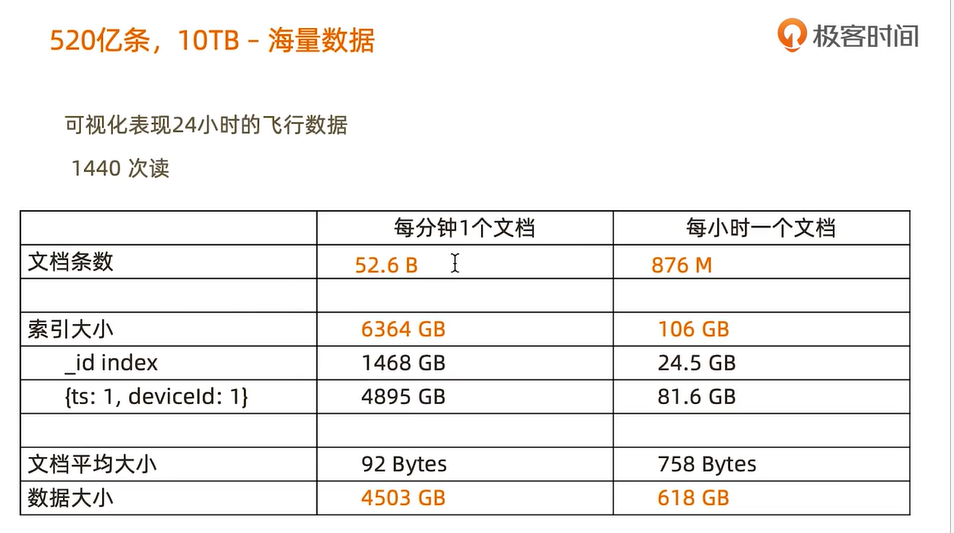 520亿条，10TB – 海量数据
极客时间
可视化表现24小时的飞行数据
1440 次读
每分钟1个文档 每小时一个文档
文档条数 52.6 B 876 M
索引大小 6364 GB 106 GB
_id index 1468 GB 24.5 GB
{ts: 1, deviceId: 1} 4895 GB 81.6 GB
文档平均大小 92 Bytes 758 Bytes
数据大小 4503 GB 618 GB